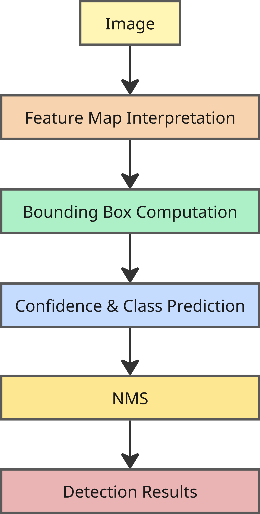 Image
Feature Map Interpretation
Bounding Box Computation
Confidence & Class Prediction
NMS
Detection Results